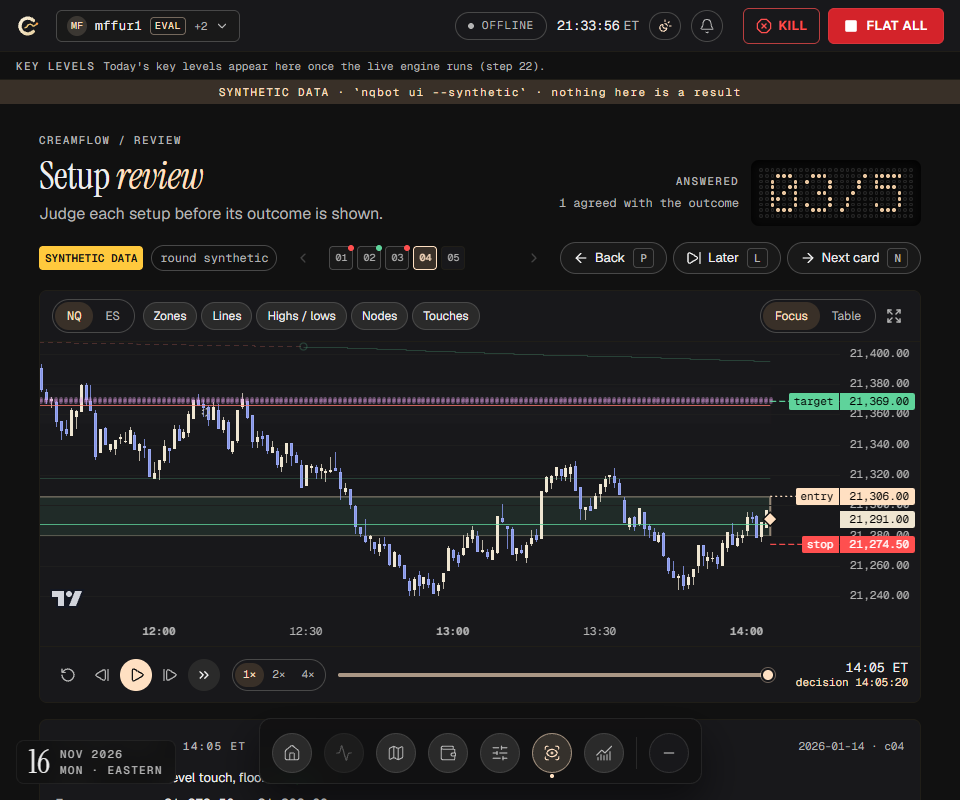 MF mffur1 EVAL +2
OFFLINE
21:33:56 ET
KILL
FLAT ALL
KEY LEVELS Today's key levels appear here once the live engine runs (step 22).
SYNTHETIC DATA · `nqbot ui --synthetic` · nothing here is a result
CREAMFLOW / REVIEW
Setup review
Judge each setup before its outcome is shown.
ANSWERED
1 agreed with the outcome
03/5
SYNTHETIC DATA
round synthetic
01 02 03 04 05
Back P
Later L
Next card N
NQ ES
Zones
Lines
Highs / lows
Nodes
Touches
Focus Table
21,400.00
21,380.00
target 21,369.00
21,360.00
21,340.00
21,320.00
entry 21,306.00
21,291.00
21,280.00
stop 21,274.50
21,260.00
21,240.00
12:00 12:30 13:00 13:30 14:00
1× 2× 4×
14:05 ET
decision 14:05:20
14:05 ET
2026-01-14 · c04
16 NOV 2026
MON · EASTERN
evel touch, floo